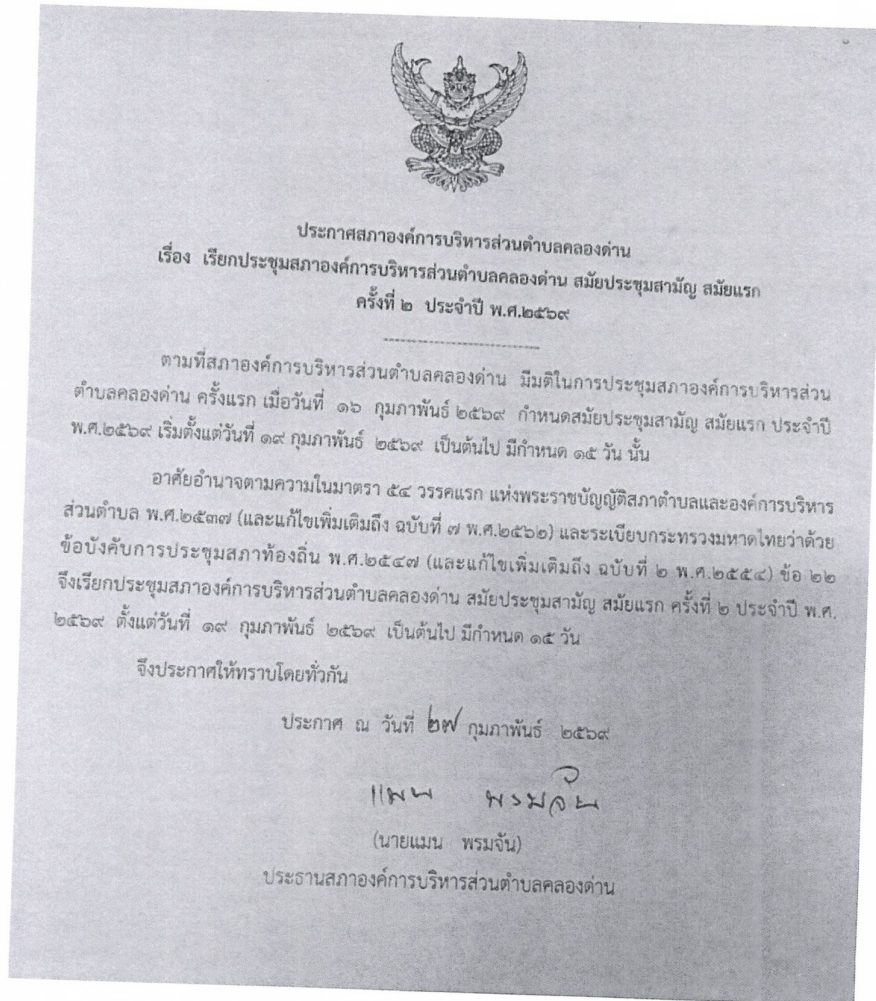 ประกาศสภาองค์การบริหารส่วนตำบลคลองด่าน
เรื่อง เรียกประชุมสภาองค์การบริหารส่วนตำบลคลองด่าน สมัยประชุมสามัญ สมัยแรก
ครั้งที่ ๒ ประจำปี พ.ศ.๒๕๖๙
ตามที่สภาองค์การบริหารส่วนตำบลคลองด่าน มีมติในการประชุมสภาองค์การบริหารส่วน
ตำบลคลองด่าน ครั้งแรก เมื่อวันที่ ๑๖ กุมภาพันธ์ ๒๕๖๙ กำหนดสมัยประชุมสามัญ สมัยแรก ประจำปี
พ.ศ.๒๕๖๙ เริ่มตั้งแต่วันที่ ๑๙ กุมภาพันธ์ ๒๕๖๙ เป็นต้นไป มีกำหนด ๑๕ วัน นั้น
อาศัยอำนาจตามความในมาตรา ๕๔ วรรคแรก แห่งพระราชบัญญัติสภาตำบลและองค์การบริหาร
ส่วนตำบล พ.ศ.๒๕๓๗ (และแก้ไขเพิ่มเติมถึง ฉบับที่ ๗ พ.ศ.๒๕๖๒) และระเบียบกระทรวงมหาดไทยว่าด้วย
ข้อบังคับการประชุมสภาท้องถิ่น พ.ศ.๒๕๔๗ (และแก้ไขเพิ่มเติมถึง ฉบับที่ ๒ พ.ศ.๒๕๕๔) ข้อ ๒๒
จึงเรียกประชุมสภาองค์การบริหารส่วนตำบลคลองด่าน สมัยประชุมสามัญ สมัยแรก ครั้งที่ ๒ ประจำปี พ.ศ.
๒๕๖๙ ตั้งแต่วันที่ ๑๙ กุมภาพันธ์ ๒๕๖๙ เป็นต้นไป มีกำหนด ๑๕ วัน
จึงประกาศให้ทราบโดยทั่วกัน
ประกาศ ณ วันที่ ๒๗ กุมภาพันธ์ ๒๕๖๙
แมน พรมจัน
(นายแมน พรมจัน)
ประธานสภาองค์การบริหารส่วนตำบลคลองด่าน